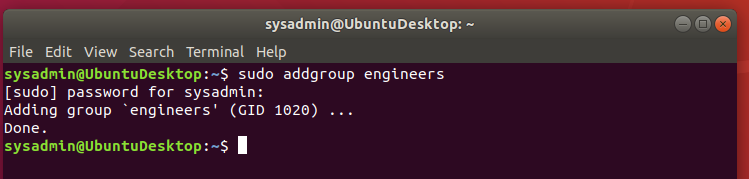 sysadmin@UbuntuDesktop: ~
File Edit View Search Terminal Help
sysadmin@UbuntuDesktop:~$ sudo addgroup engineers
[sudo] password for sysadmin:
Adding group `engineers' (GID 1020) ...
Done.
sysadmin@UbuntuDesktop:~$